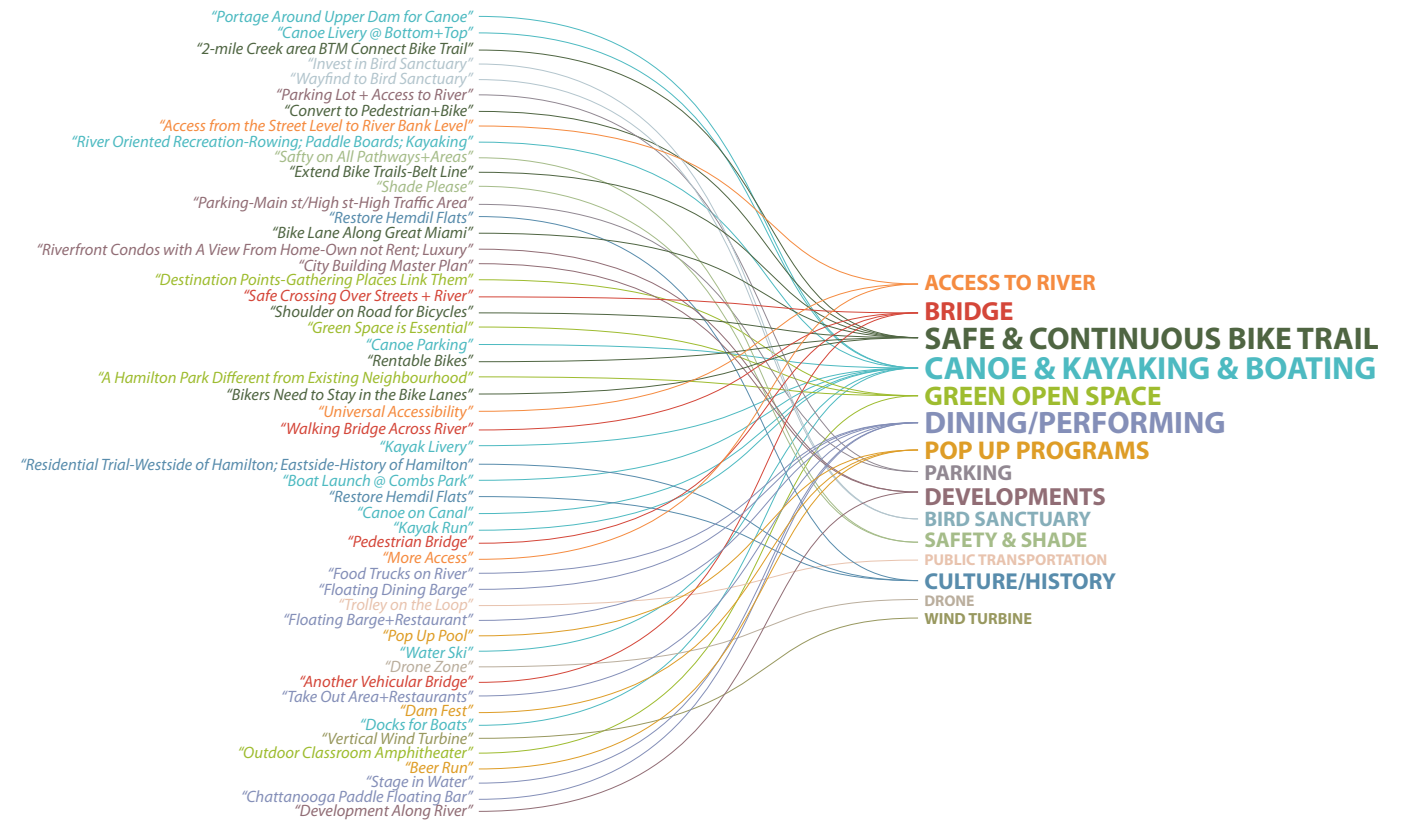 “Portage Around Upper Dam for Canoe”
“Canoe Livery @ Bottom+Top”
“2-mile Creek area BTM Connect Bike Trail”
“Invest in Bird Sanctuary”
“Wayfind to Bird Sanctuary”
“Parking Lot + Access to River”
“Convert to Pedestrian+Bike”
“Access from the Street Level to River Bank Level”
“River Oriented Recreation-Rowing; Paddle Boards; Kayaking”
“Safty on All Pathways+Areas”
“Extend Bike Trails-Belt Line”
“Shade Please”
“Parking-Main st/High st-High Traffic Area”
“Restore Hemdil Flats”
“Bike Lane Along Great Miami”
“Riverfront Condos with A View From Home-Own not Rent; Luxury”
“City Building Master Plan”
“Destination Points-Gathering Places Link Them”
“Safe Crossing Over Streets + River”
“Shoulder on Road for Bicycles”
“Green Space is Essential”
“Canoe Parking”
“Rentable Bikes”
“A Hamilton Park Different from Existing Neighbourhood”
“Bikers Need to Stay in the Bike Lanes”
“Universal Accessibility”
“Walking Bridge Across River”
“Kayak Livery”
“Residential Trial-Westside of Hamilton; Eastside-History of Hamilton”
“Boat Launch @ Combs Park”
“Restore Hemdil Flats”
“Canoe on Canal”
“Kayak Run”
“Pedestrian Bridge”
“More Access”
“Food Trucks on River”
“Floating Dining Barge”
“Trolley on the Loop”
“Floating Barge+Restaurant”
“Pop Up Pool”
“Water Ski”
“Drone Zone”
“Another Vehicular Bridge”
“Take Out Area+Restaurants”
“Dam Fest”
“Docks for Boats”
“Vertical Wind Turbine”
“Outdoor Classroom Amphitheater”
“Beer Run”
“Stage in Water”
“Chattanooga Paddle Floating Bar”
“Development Along River”
ACCESS TO RIVER
BRIDGE
SAFE & CONTINUOUS BIKE TRAIL
CANOE & KAYAKING & BOATING
GREEN OPEN SPACE
DINING/PERFORMING
POP UP PROGRAMS
PARKING
DEVELOPMENTS
BIRD SANCTUARY
SAFETY & SHADE
PUBLIC TRANSPORTATION
CULTURE/HISTORY
DRONE
WIND TURBINE